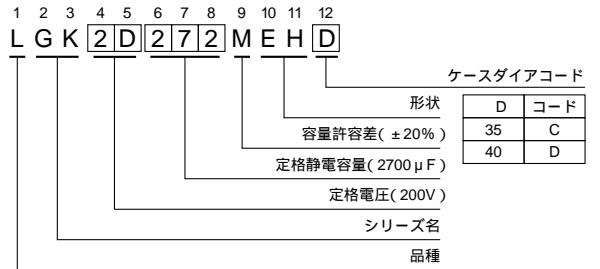 1 2 3 4 5 6 7 8 9 10 11 12
L G K 2 D 2 7 2 M E H D
ケースダイアコード
形状
D コード
容量許容差( ±20% )
35 C
40 D
定格静電容量( 2700 µ F )
定格電圧( 200V )
シリーズ名
品種